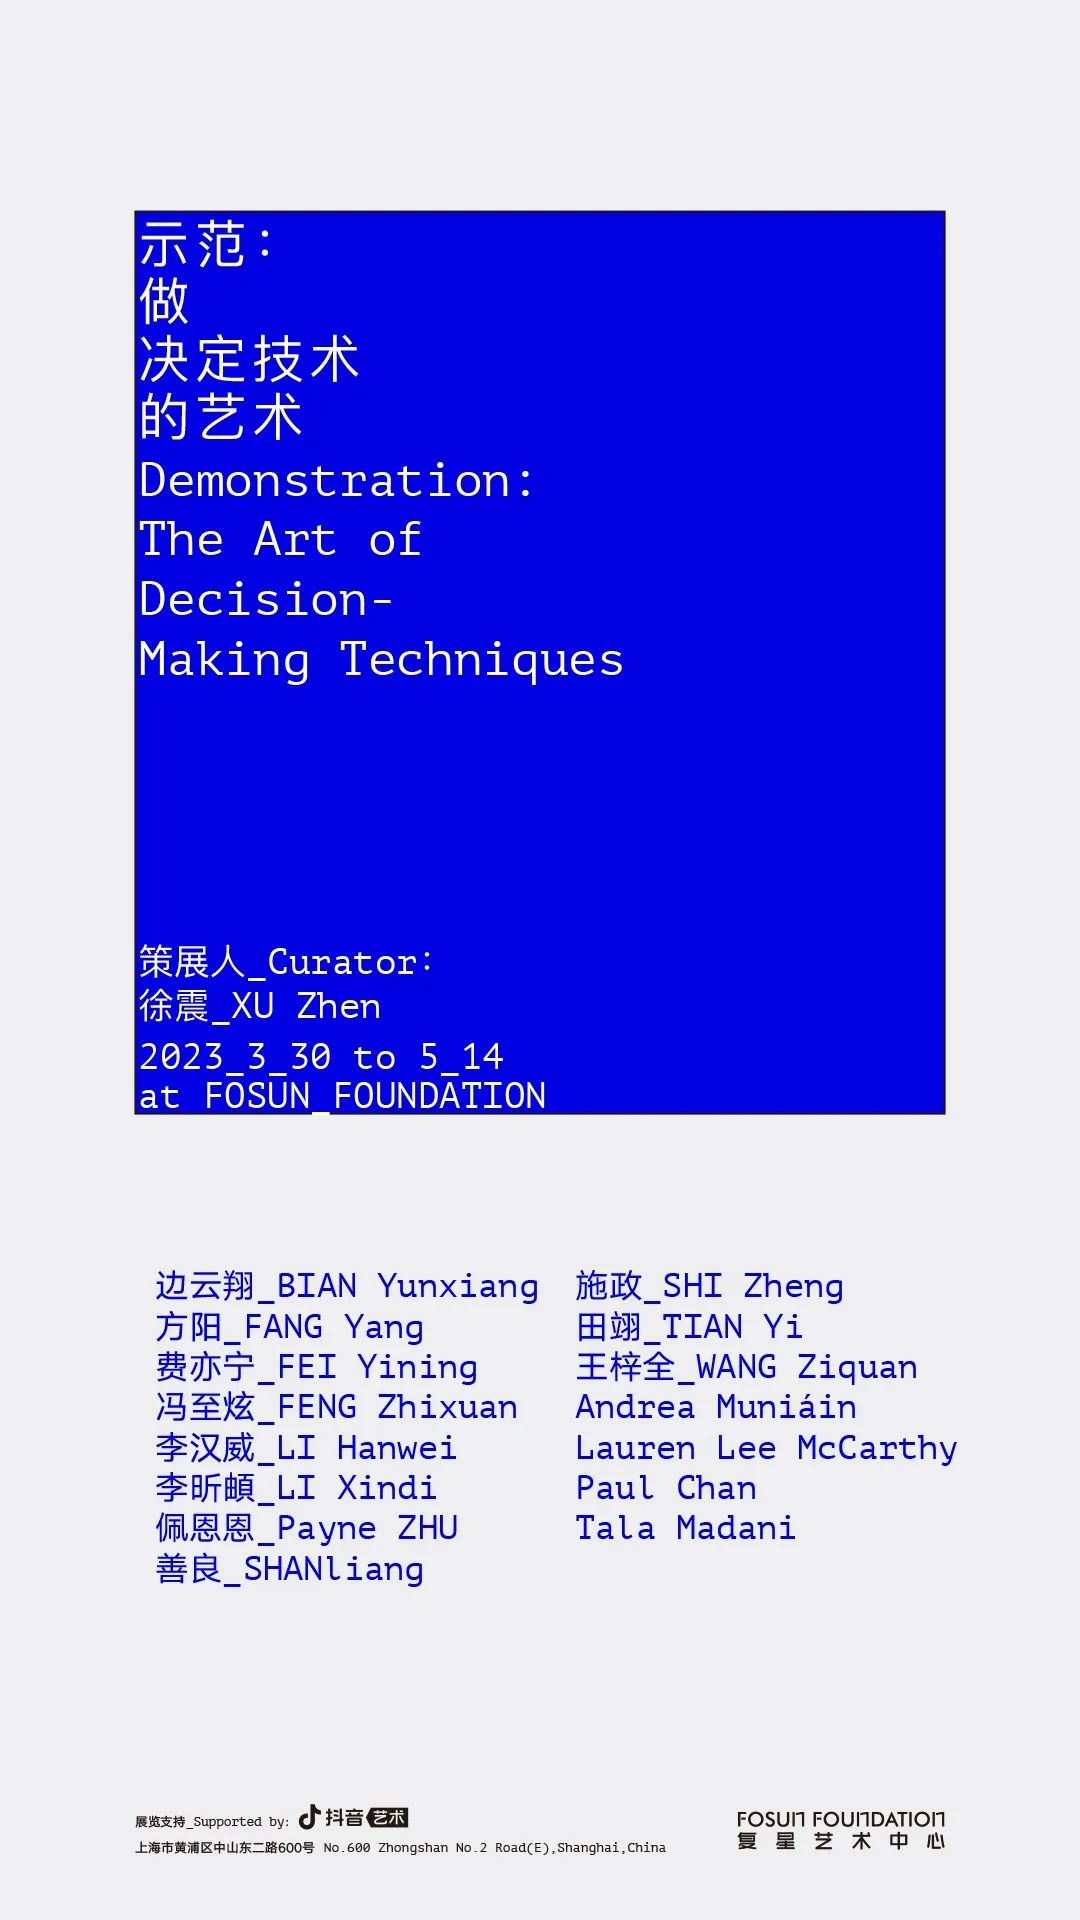 示范：
做
决定技术
的艺术
Demonstration:
The Art of
Decision-
Making Techniques
策展人_Curator:
徐震_XU Zhen
2023_3_30 to 5_14
at FOSUN_FOUNDATION
边云翔_BIAN Yunxiang
方阳_FANG Yang
费亦宁_FEI Yining
冯至炫_FENG Zhixuan
李汉威_LI Hanwei
李昕頔_LI Xindi
佩恩恩_Payne ZHU
善良_SHANliang
施政_SHI Zheng
田翊_TIAN Yi
王梓全_WANG Ziquan
Andrea Muniáin
Lauren Lee McCarthy
Paul Chan
Tala Madani
展览支持_Supported by: 抖音 艺术
上海市黄浦区中山东二路600号 No.600 Zhongshan No.2 Road(E),Shanghai,China
FOSUN FOUNDATION
复星艺术中心